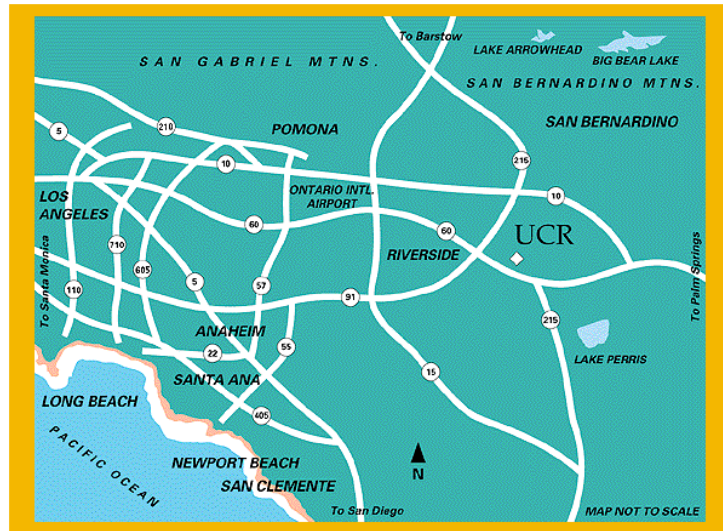 To Barstow
LAKE ARROWHEAD
BIG BEAR LAKE
SAN GABRIEL MTNS.
SAN BERNARDINO MTNS.
5
210
POMONA
SAN BERNARDINO
10
215
ONTARIO INTL.
AIRPORT
10
LOS
ANGELES
60
60
UCR
710
RIVERSIDE
605
5
57
110
91
To Santa Monica
To Palm Springs
ANAHEIM
22
55
215
LAKE PERRIS
SANTA ANA
15
LONG BEACH
405
PACIFIC OCEAN
N
NEWPORT BEACH
SAN CLEMENTE
To San Diego
MAP NOT TO SCALE